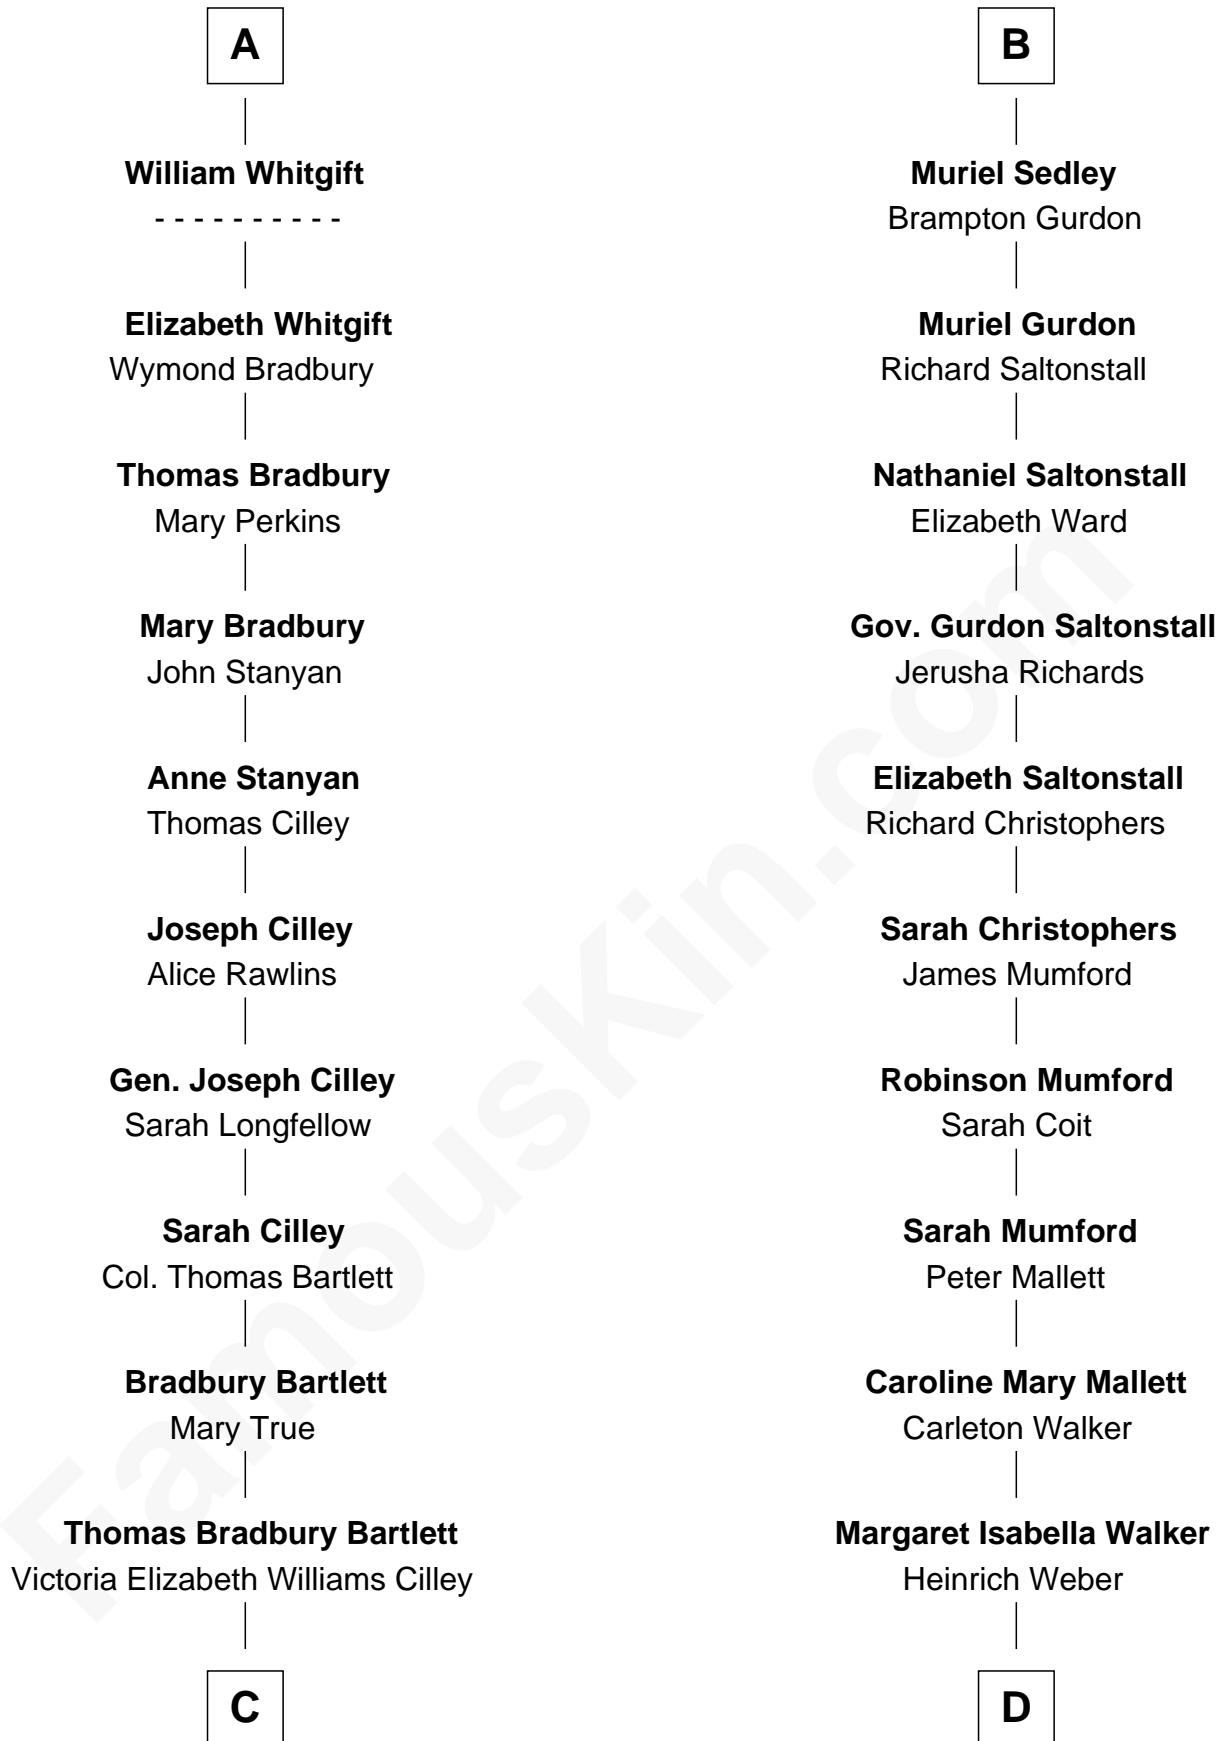 A
William Whitgift
- - - - - - - - - -
Elizabeth Whitgift
Wymond Bradbury
Thomas Bradbury
Mary Perkins
Mary Bradbury
John Stanyan
Anne Stanyan
Thomas Cilley
Joseph Cilley
Alice Rawlins
Gen. Joseph Cilley
Sarah Longfellow
Sarah Cilley
Col. Thomas Bartlett
Bradbury Bartlett
Mary True
Thomas Bradbury Bartlett
Victoria Elizabeth Williams Cilley
C
B
Muriel Sedley
Brampton Gurdon
Muriel Gurdon
Richard Saltonstall
Nathaniel Saltonstall
Elizabeth Ward
Gov. Gurdon Saltonstall
Jerusha Richards
Elizabeth Saltonstall
Richard Christophers
Sarah Christophers
James Mumford
Robinson Mumford
Sarah Coit
Sarah Mumford
Peter Mallett
Caroline Mary Mallett
Carleton Walker
Margaret Isabella Walker
Heinrich Weber
D
FamousKin.com